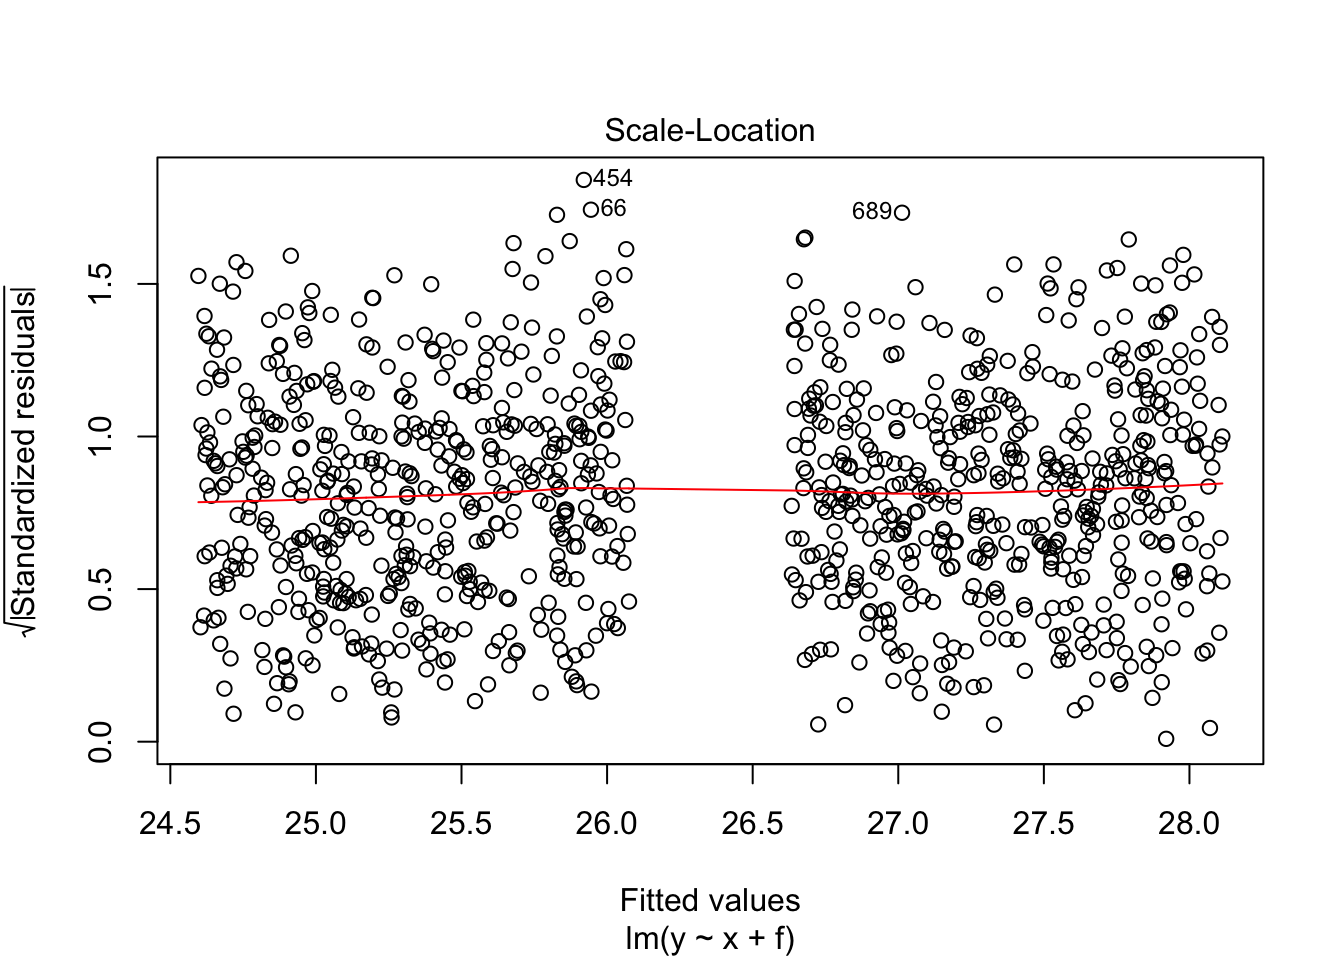 Scale-Location
454
66
689
√|Standardized residuals|
0.0 0.5 1.0 1.5
24.5 25.0 25.5 26.0 26.5 27.0 27.5 28.0
Fitted values
lm(y ~ x + f)